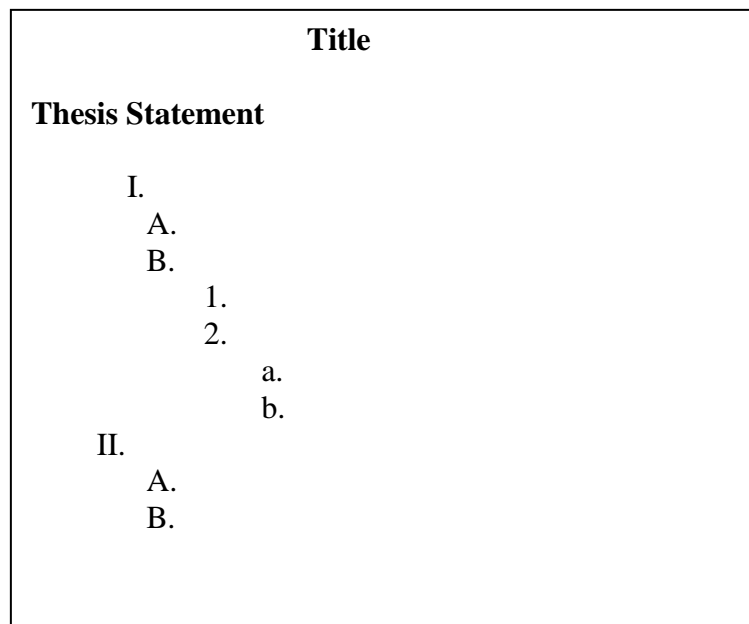 Title
Thesis Statement
I.
A.
B.
1.
2.
a.
b.
II.
A.
B.